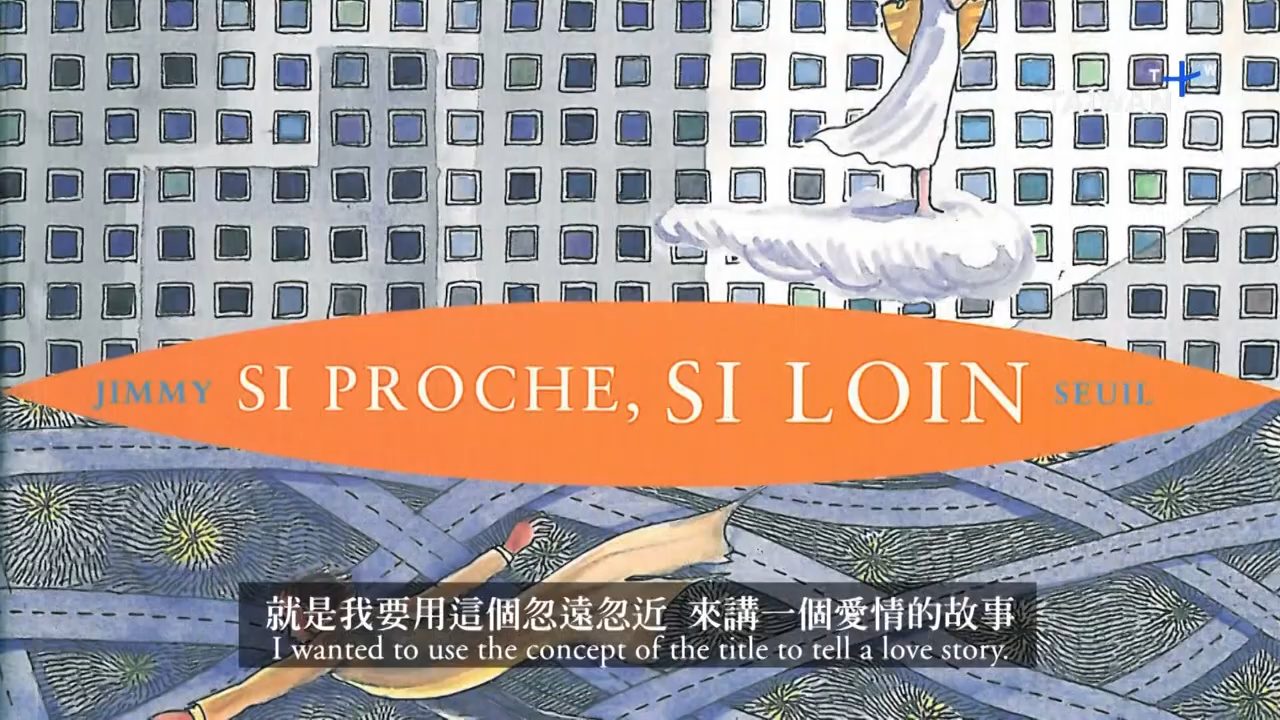 TAIWAN
JIMMY SI PROCHE, SI LOIN SEUIL
就是我要用這個忽遠忽近 來講一個愛情的故事
I wanted to use the concept of the title to tell a love story.